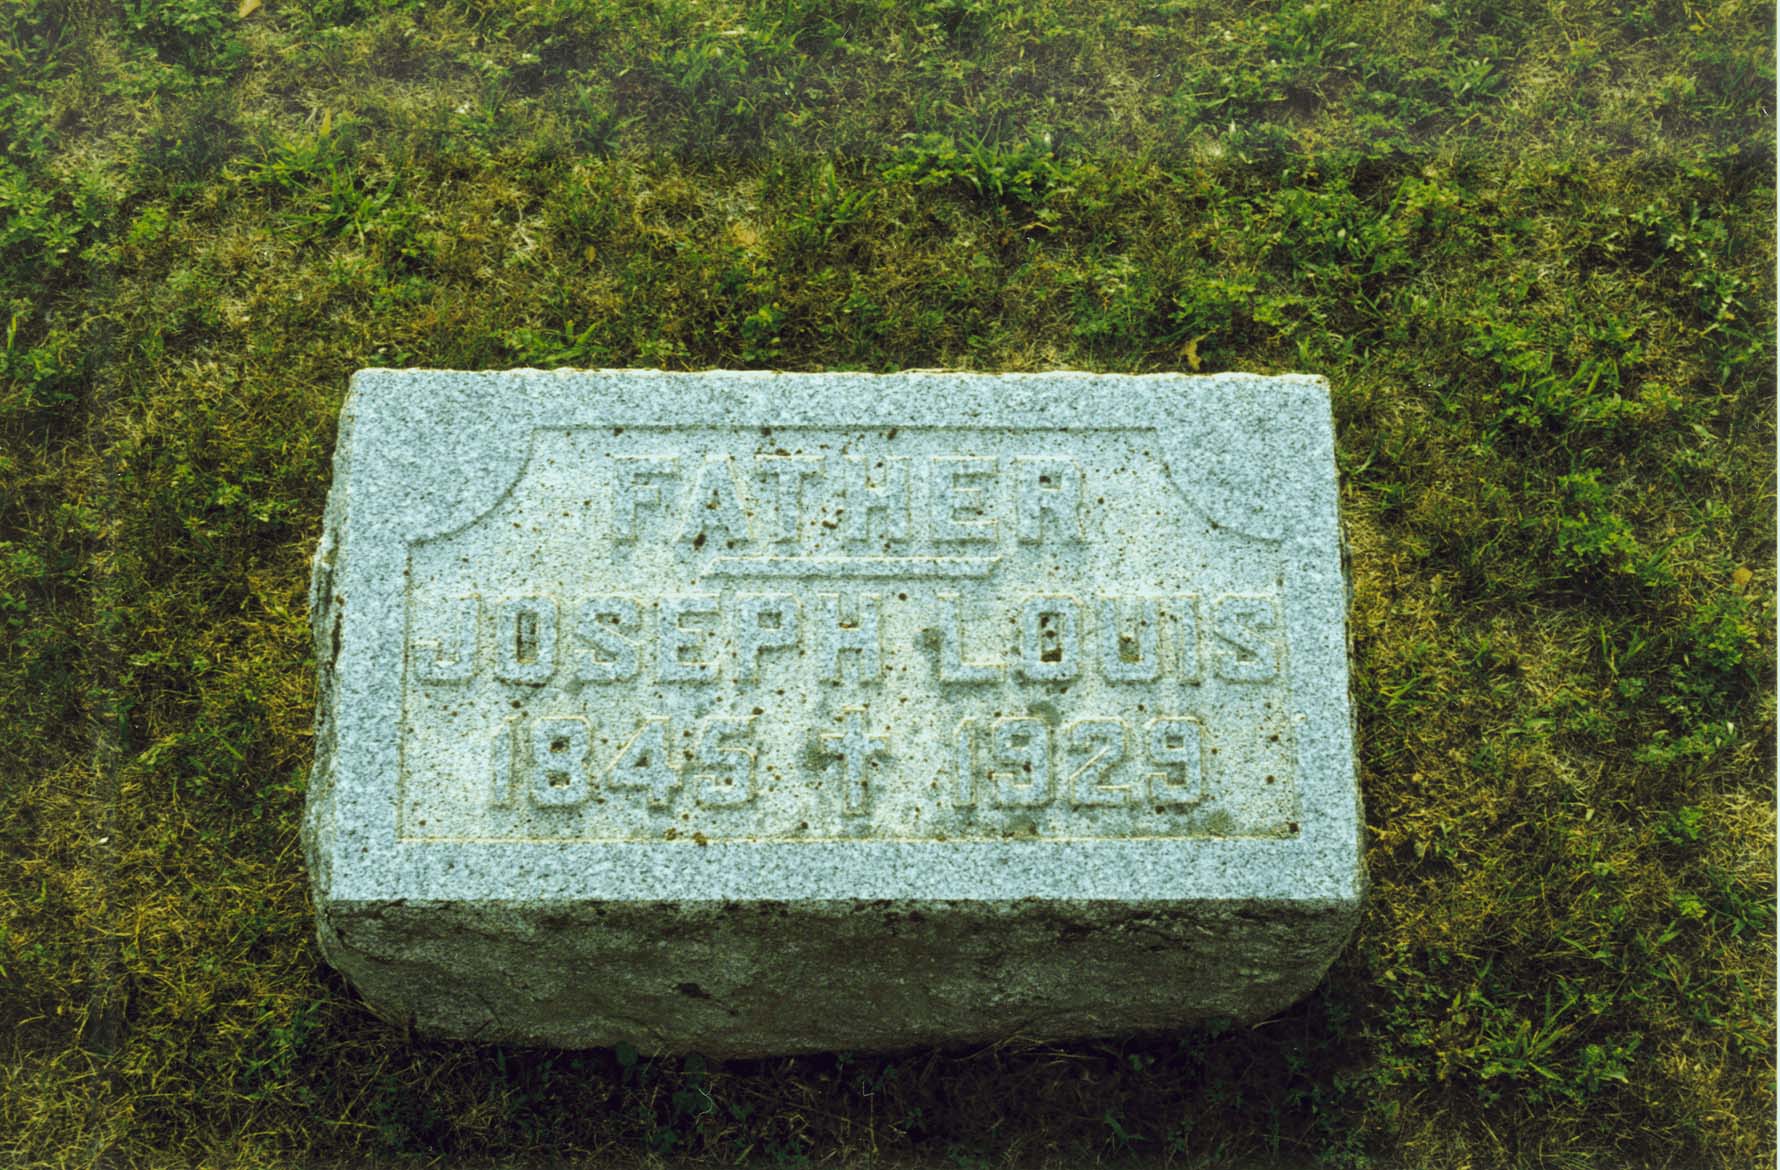 FATHER
JOSEPH LOUIS
1845 ✝ 1929